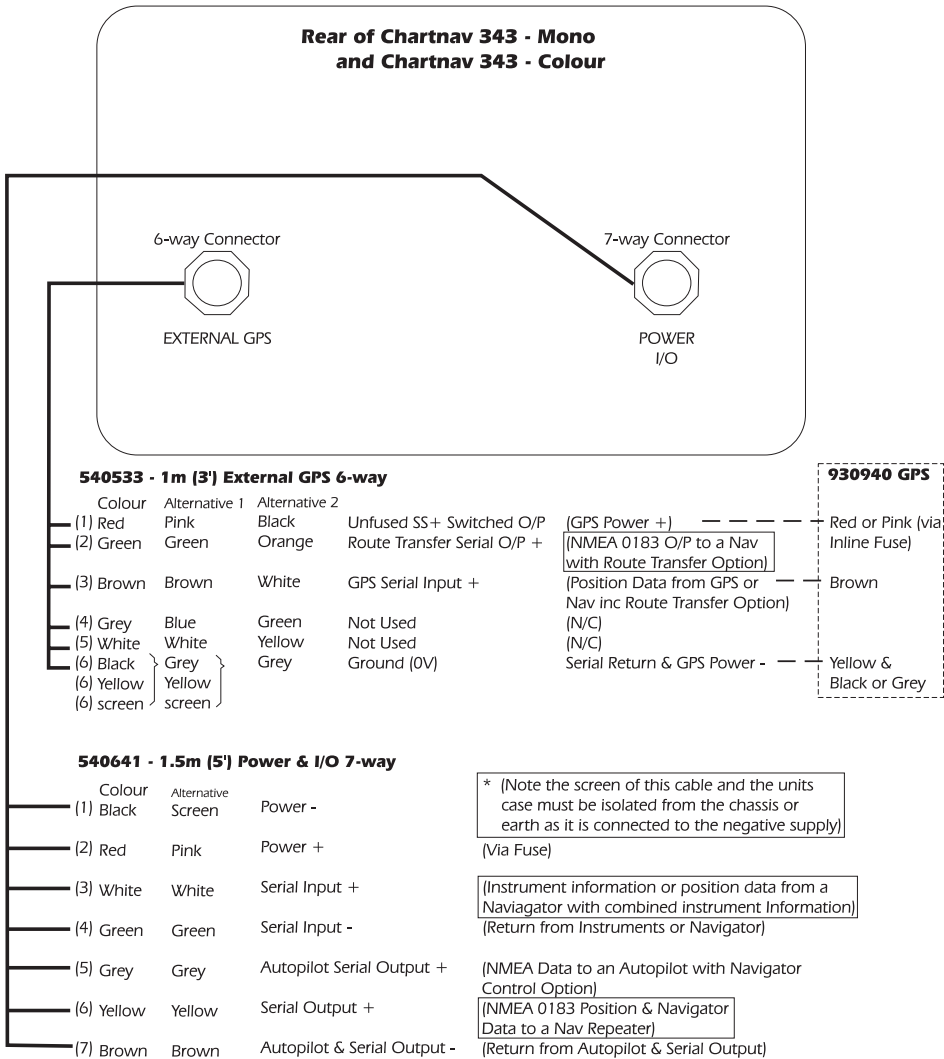 Rear of Chartnav 343 - Mono
and Chartnav 343 - Colour
6-way Connector
7-way Connector
EXTERNAL GPS
POWER
I/O
540533 - 1m (3') External GPS 6-way
930940 GPS
Colour Alternative 1 Alternative 2
(1) Red Pink Black Unfused SS+ Switched O/P (GPS Power +) Red or Pink (via
(2) Green Green Orange Route Transfer Serial O/P + (NMEA 0183 O/P to a Nav Inline Fuse)
with Route Transfer Option)
(3) Brown Brown White GPS Serial Input + (Position Data from GPS or Brown
Nav inc Route Transfer Option)
(4) Grey Blue Green Not Used (N/C)
(5) White White Yellow Not Used (N/C)
(6) Black Grey Grey Ground (0V) Serial Return & GPS Power - Yellow &
(6) Yellow Yellow Black or Grey
(6) screen screen
540641 - 1.5m (5') Power & I/O 7-way
Colour Alternative
* (Note the screen of this cable and the units
case must be isolated from the chassis or
earth as it is connected to the negative supply)
(1) Black Screen Power -
(2) Red Pink Power + (Via Fuse)
(3) White White Serial Input + (Instrument information or position data from a
Naviagator with combined instrument Information)
(4) Green Green Serial Input - (Return from Instruments or Navigator)
(5) Grey Grey Autopilot Serial Output + (NMEA Data to an Autopilot with Navigator
Control Option)
(6) Yellow Yellow Serial Output + (NMEA 0183 Position & Navigator
Data to a Nav Repeater)
(7) Brown Brown Autopilot & Serial Output - (Return from Autopilot & Serial Output)